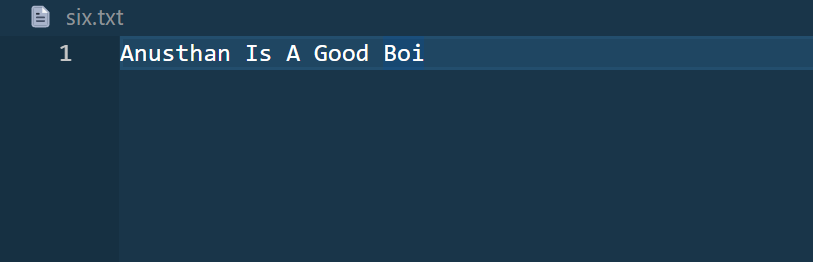 six.txt
1 Anusthan Is A Good Boi